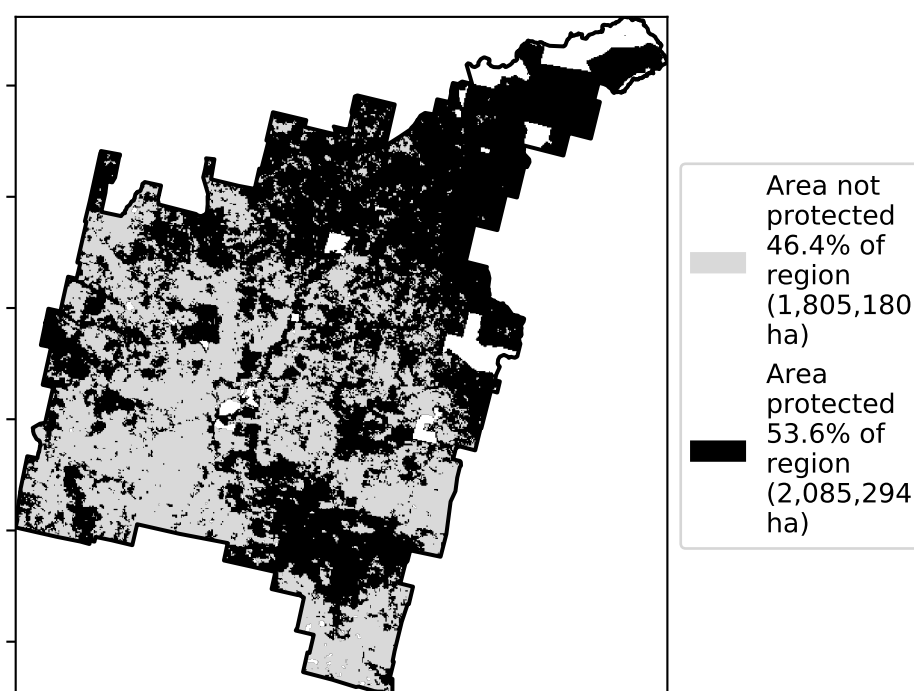 Area not
protected
46.4% of
region
(1,805,180
ha)
Area
protected
53.6% of
region
(2,085,294
ha)